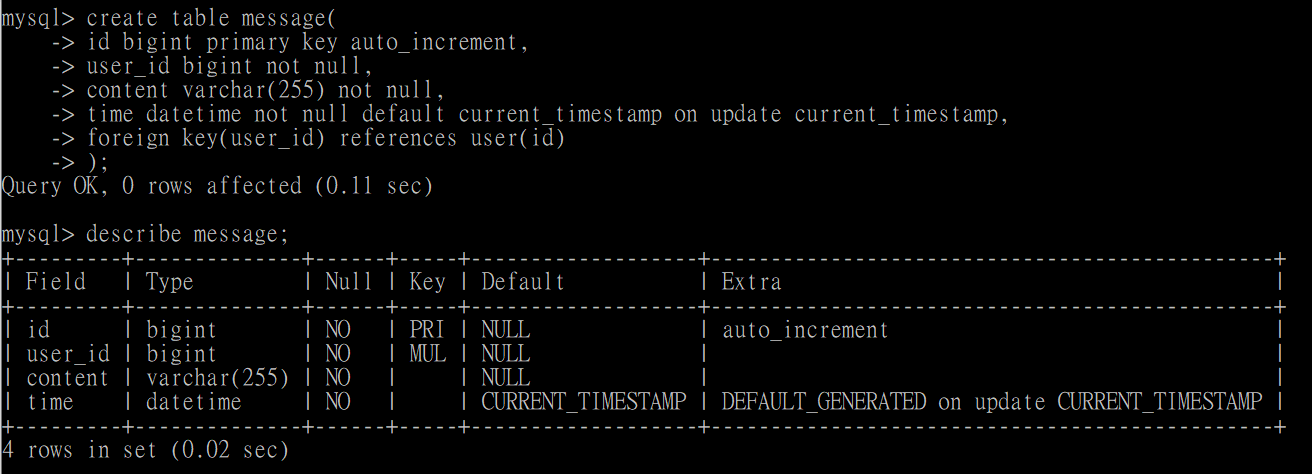 mysql> create table message(
    -> id bigint primary key auto_increment,
    -> user_id bigint not null,
    -> content varchar(255) not null,
    -> time datetime not null default current_timestamp on update current_timestamp,
    -> foreign key(user_id) references user(id)
    -> );
Query OK, 0 rows affected (0.11 sec)

mysql> describe message;
+---------+--------------+------+-----+-------------------+-----------------------------------------------+
| Field   | Type         | Null | Key | Default           | Extra                                         |
+---------+--------------+------+-----+-------------------+-----------------------------------------------+
| id      | bigint       | NO   | PRI | NULL              | auto_increment                                |
| user_id | bigint       | NO   | MUL | NULL              |                                               |
| content | varchar(255) | NO   |     | NULL              |                                               |
| time    | datetime     | NO   |     | CURRENT_TIMESTAMP | DEFAULT_GENERATED on update CURRENT_TIMESTAMP |
+---------+--------------+------+-----+-------------------+-----------------------------------------------+
4 rows in set (0.02 sec)